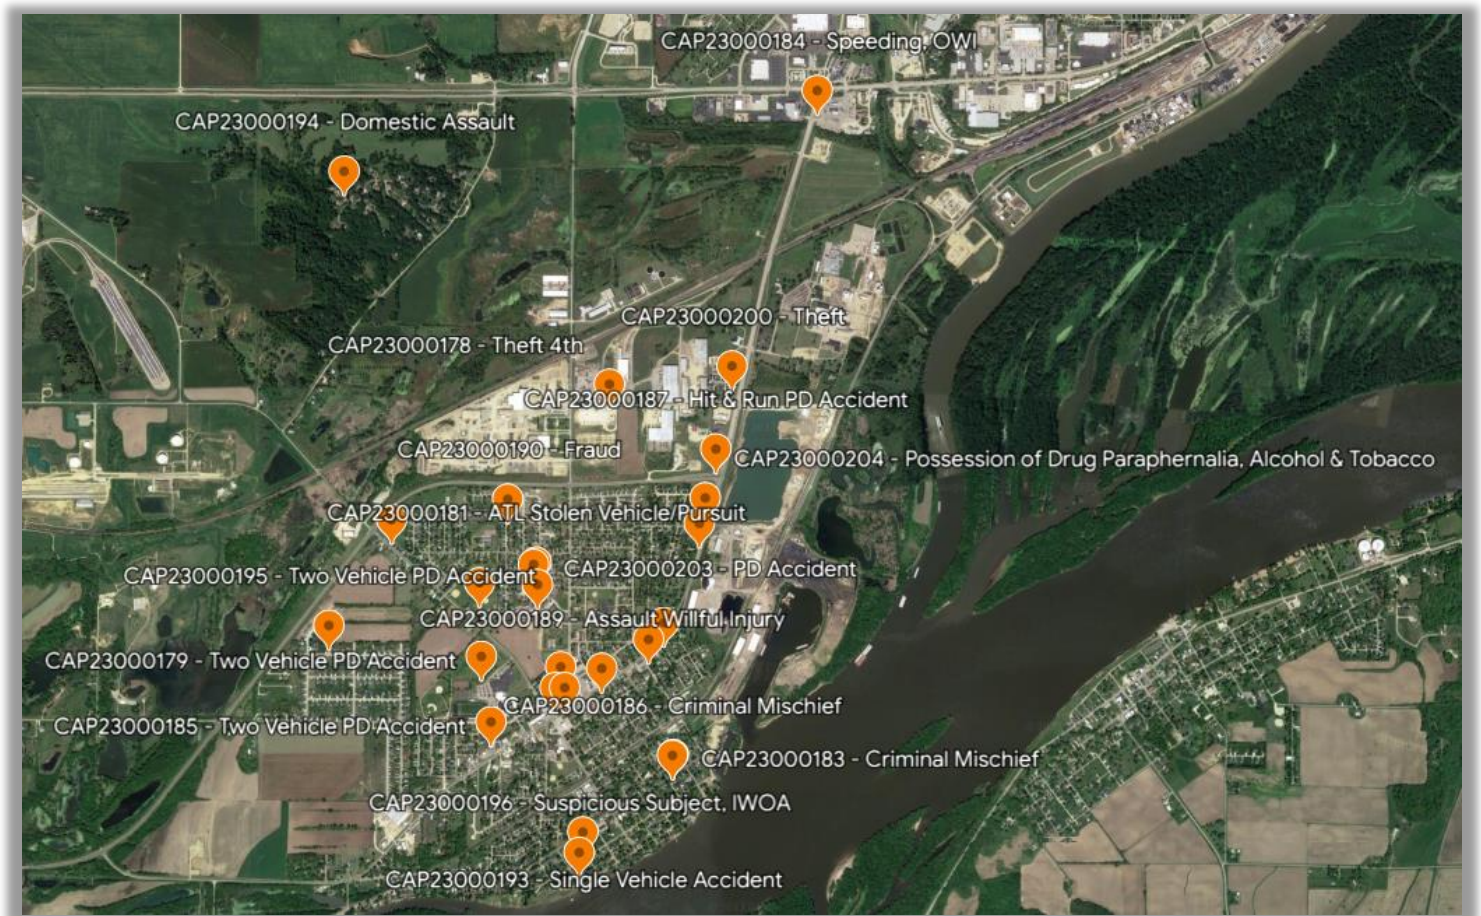 CAP23000184 - Speeding, OWI
CAP23000194 - Domestic Assault
CAP23000200 - Theft
CAP23000178 - Theft 4th
CAP23000187 - Hit & Run PD Accident
CAP23000190 - Fraud
CAP23000204 - Possession of Drug Paraphernalia, Alcohol & Tobacco
CAP23000181 - ATL Stolen Vehicle/Pursuit
CAP23000203 - PD Accident
CAP23000195 - Two Vehicle PD Accident
CAP23000189 - Assault Willful Injury
CAP23000179 - Two Vehicle PD Accident
CAP23000186 - Criminal Mischief
CAP23000185 - Two Vehicle PD Accident
CAP23000183 - Criminal Mischief
CAP23000196 - Suspicious Subject, IWOA
CAP23000193 - Single Vehicle Accident